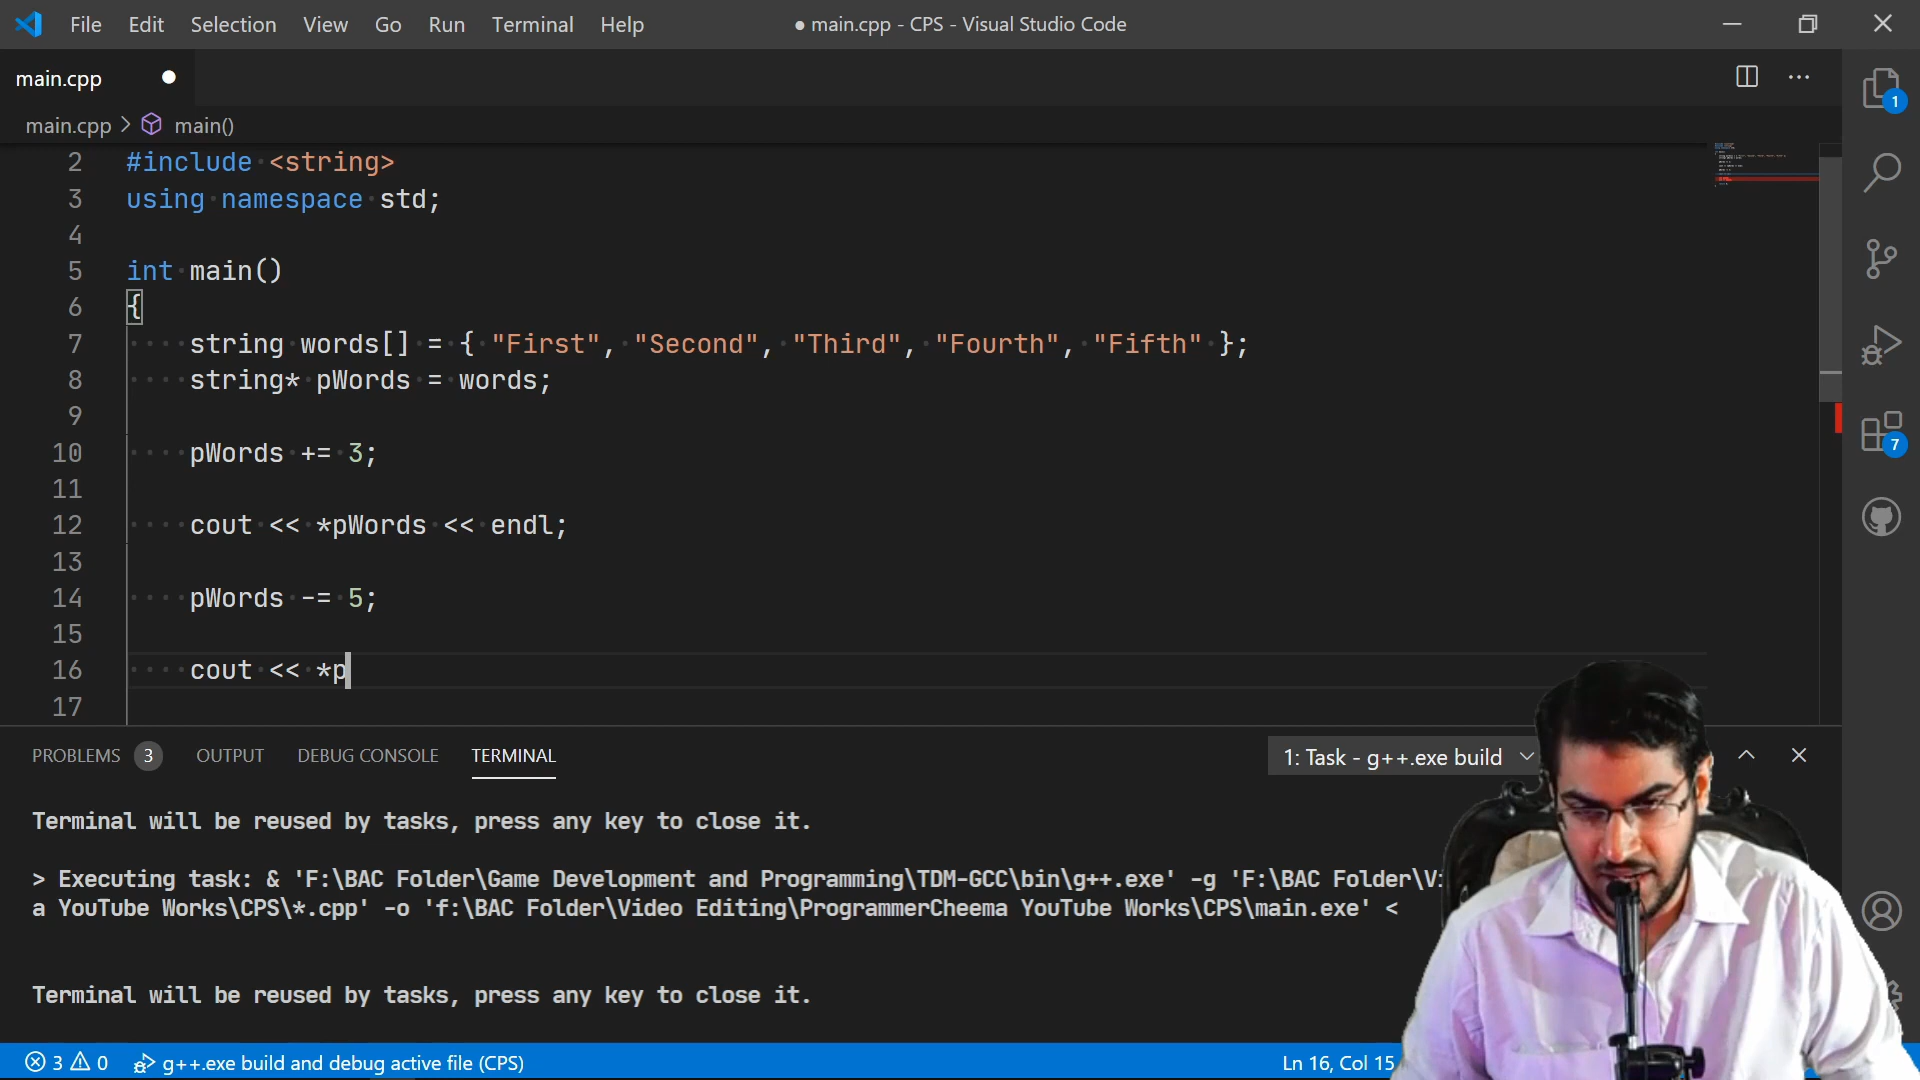 File Edit Selection View Go Run Terminal Help ● main.cpp - CPS - Visual Studio Code
main.cpp
main.cpp > main()
1
2 #include <string>
3 using namespace std;
4
5 int main()
6 {
7 string words[] = { "First", "Second", "Third", "Fourth", "Fifth" };
8 string* pWords = words;
9
10 pWords += 3;
11
12 cout << *pWords << endl;
13
14 pWords -= 5;
15
16 cout << *p
17
7
PROBLEMS 3 OUTPUT DEBUG CONSOLE TERMINAL 1: Task - g++.exe build
Terminal will be reused by tasks, press any key to close it.
> Executing task: & 'F:\BAC Folder\Game Development and Programming\TDM-GCC\bin\g++.exe' -g 'F:\BAC Folder\Vi
a YouTube Works\CPS\*.cpp' -o 'f:\BAC Folder\Video Editing\ProgrammerCheema YouTube Works\CPS\main.exe' <
Terminal will be reused by tasks, press any key to close it.
3 0 g++.exe build and debug active file (CPS) Ln 16, Col 15